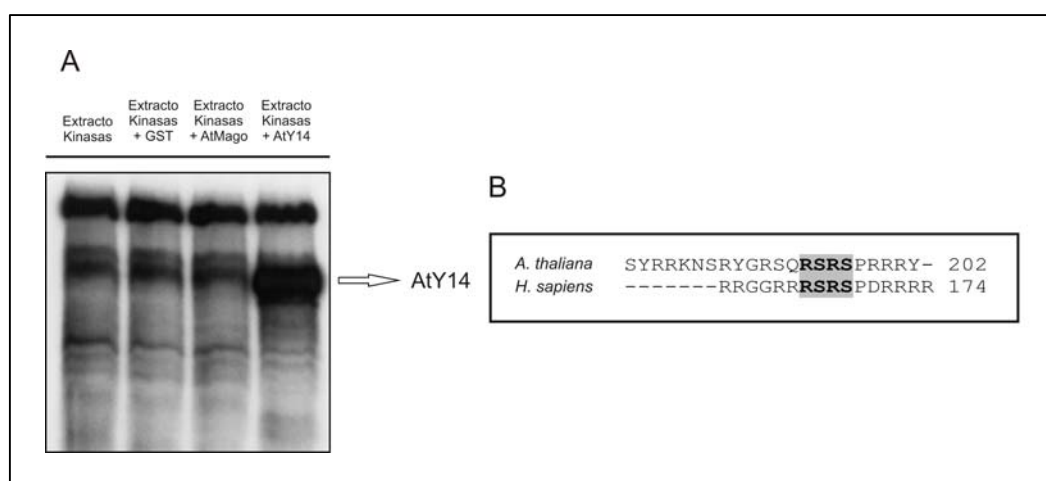 A
Extracto
Kinasas
Extracto
Kinasas
+ GST
Extracto
Kinasas
+ AtMago
Extracto
Kinasas
+ AtY14
AtY14
B
A. thaliana SYRRKNSRYGRSQRSRSPRRRY- 202
H. sapiens -------RRGGRRRSRSPDRRRR 174